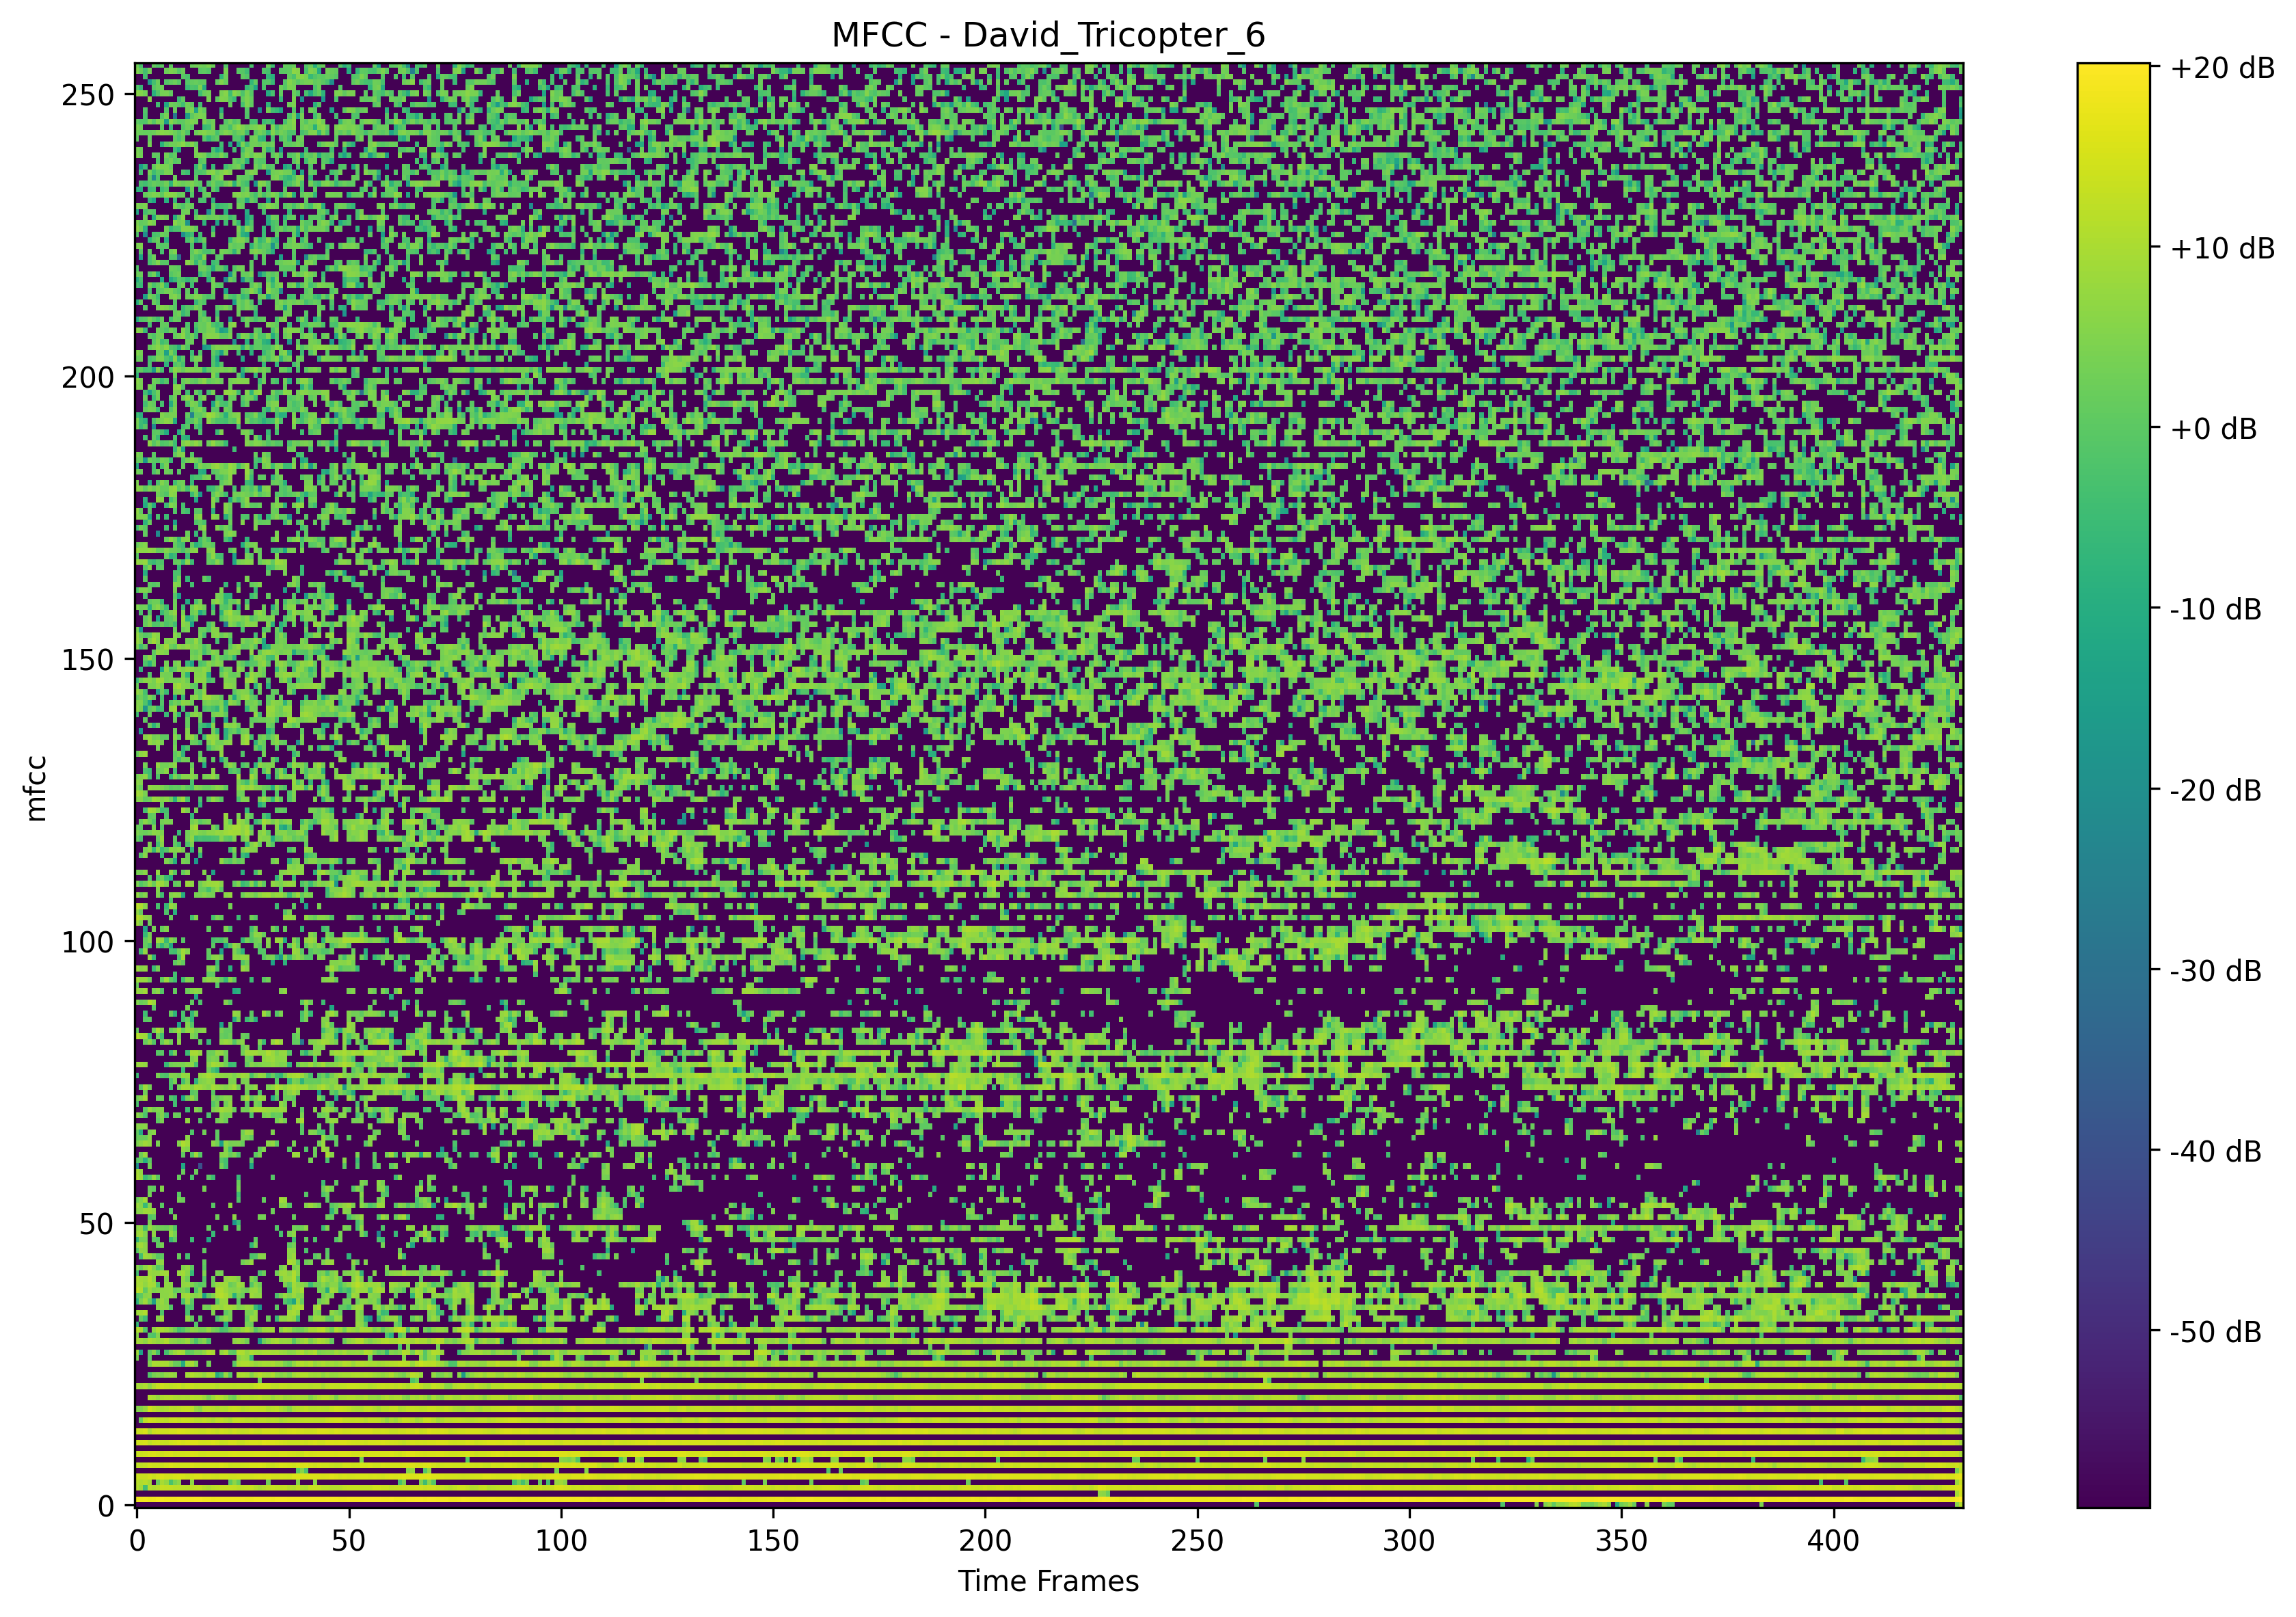 MFCC - David_Tricopter_6
250
200
150
100
50
0
mfcc
0 50 100 150 200 250 300 350 400
Time Frames
+20 dB
+10 dB
+0 dB
-10 dB
-20 dB
-30 dB
-40 dB
-50 dB